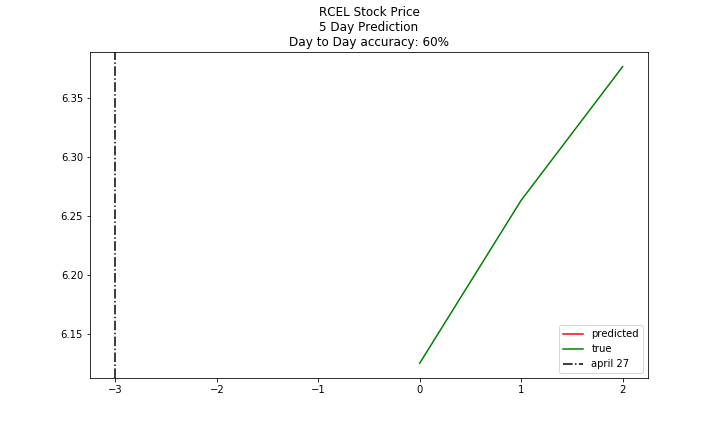 RCEL Stock Price
5 Day Prediction
Day to Day accuracy: 60%
6.35
6.30
6.25
6.20
6.15
−3
−2
−1
0
1
2
predicted
true
april 27